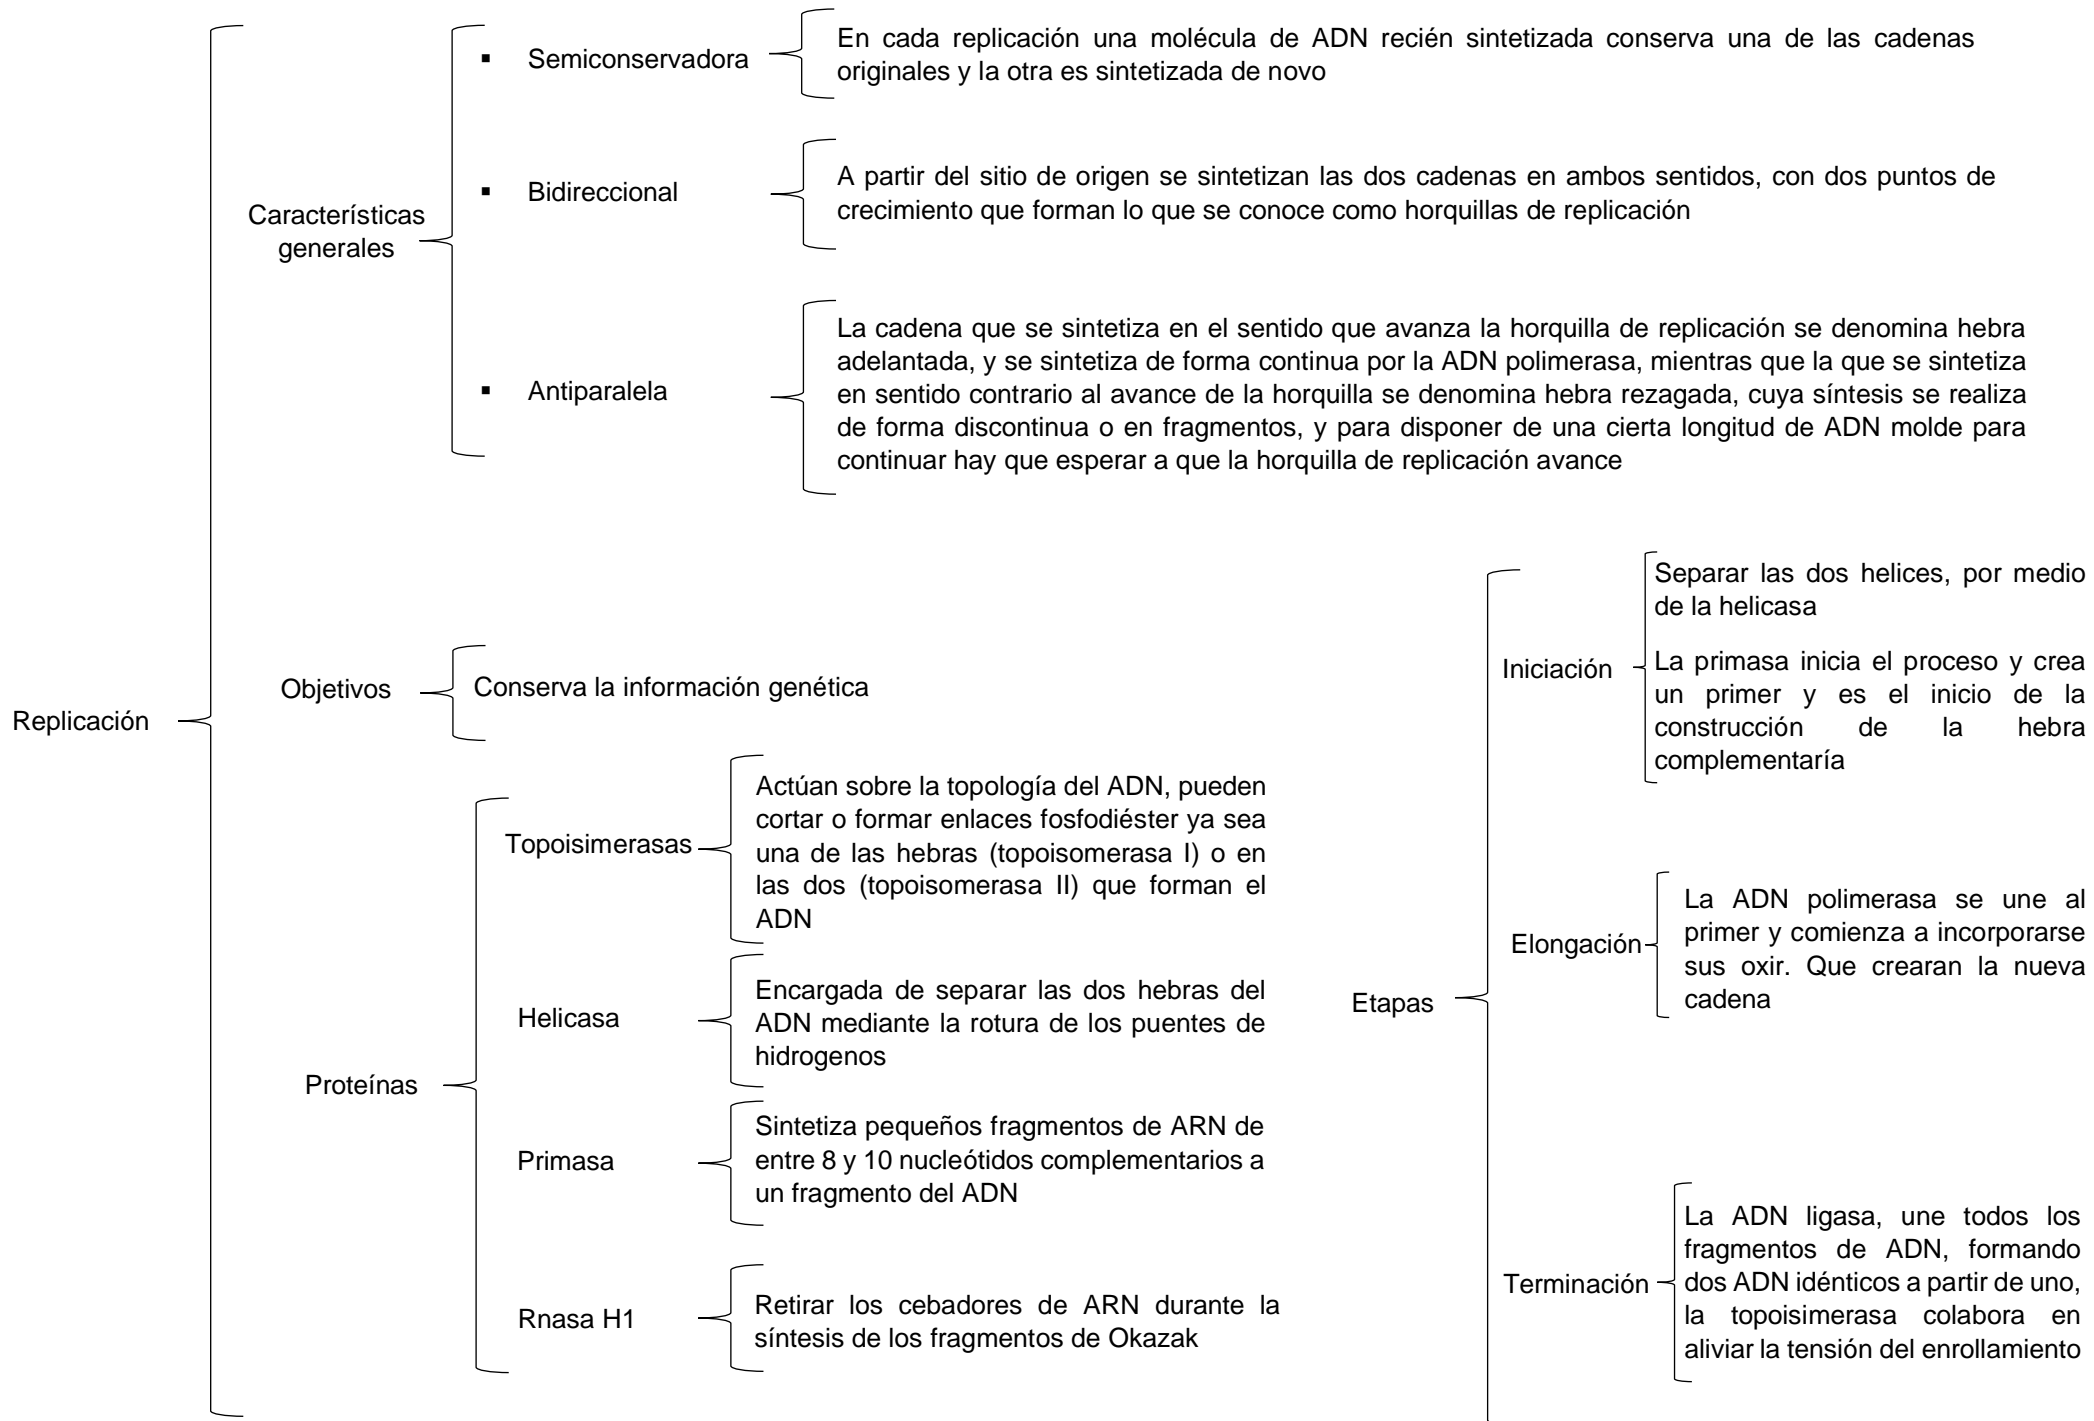 Replicación
Características
generales
▪ Semiconservadora
En cada replicación una molécula de ADN recién sintetizada conserva una de las cadenas
originales y la otra es sintetizada de novo
▪ Bidireccional
A partir del sitio de origen se sintetizan las dos cadenas en ambos sentidos, con dos puntos de
crecimiento que forman lo que se conoce como horquillas de replicación
▪ Antiparalela
La cadena que se sintetiza en el sentido que avanza la horquilla de replicación se denomina hebra
adelantada, y se sintetiza de forma continua por la ADN polimerasa, mientras que la que se sintetiza
en sentido contrario al avance de la horquilla se denomina hebra rezagada, cuya síntesis se realiza
de forma discontinua o en fragmentos, y para disponer de una cierta longitud de ADN molde para
continuar hay que esperar a que la horquilla de replicación avance
Objetivos
Conserva la información genética
Proteínas
Topoisimerasas
Actúan sobre la topología del ADN, pueden
cortar o formar enlaces fosfodiéster ya sea
una de las hebras (topoisomerasa I) o en
las dos (topoisomerasa II) que forman el
ADN
Helicasa
Encargada de separar las dos hebras del
ADN mediante la rotura de los puentes de
hidrogenos
Primasa
Sintetiza pequeños fragmentos de ARN de
entre 8 y 10 nucleótidos complementarios a
un fragmento del ADN
Rnasa H1
Retirar los cebadores de ARN durante la
síntesis de los fragmentos de Okazak
Etapas
Iniciación
Separar las dos helices, por medio
de la helicasa
La primasa inicia el proceso y crea
un primer y es el inicio de la
construcción de la hebra
complementaría
Elongación
La ADN polimerasa se une al
primer y comienza a incorporarse
sus oxir. Que crearan la nueva
cadena
Terminación
La ADN ligasa, une todos los
fragmentos de ADN, formando
dos ADN idénticos a partir de uno,
la topoisimerasa colabora en
aliviar la tensión del enrollamiento